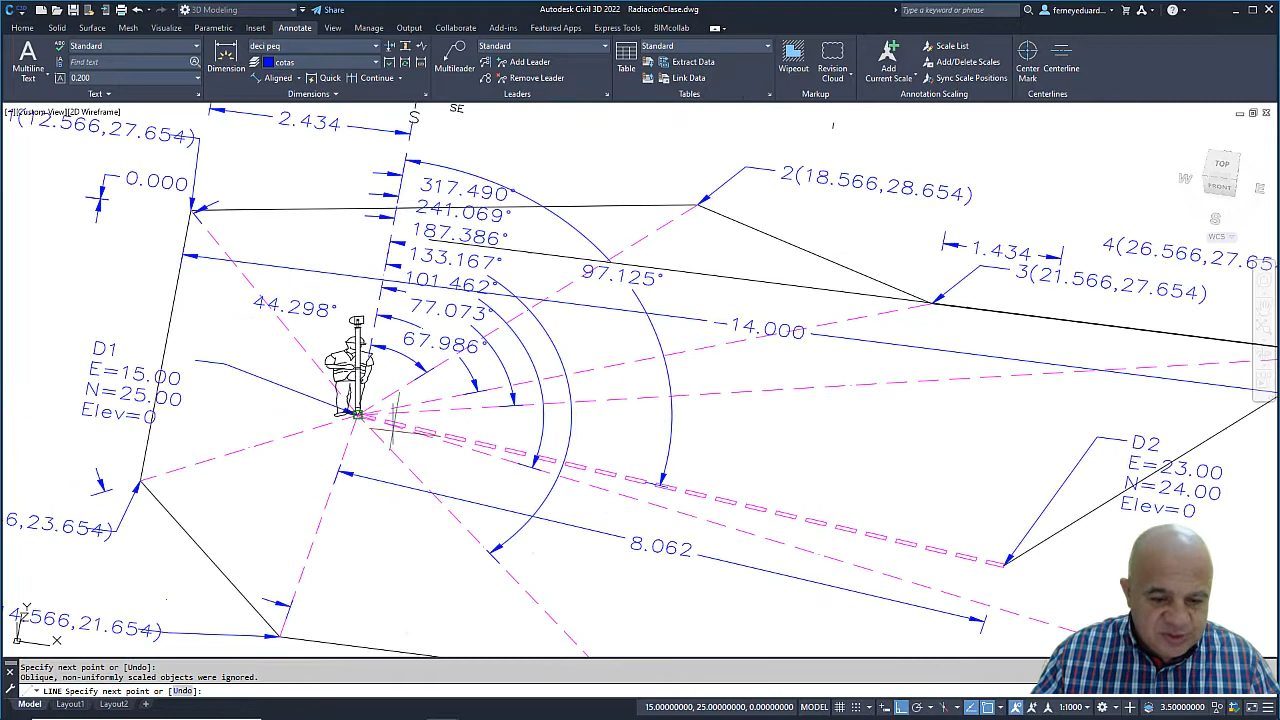 3D Modeling
Share
Autodesk Civil 3D 2022
RadiacionClase.dwg
Type a keyword or phrase
ferneyeduard...
Home Solid Surface Mesh Visualize Parametric Insert Annotate View Manage Output Collaborate Add-ins Featured Apps Express Tools BIMcollab
Multiline
Text
Standard
Find text
0.200
Text
Dimension
deci peq
cotas
Aligned Quick Continue
Dimensions
Multileader
Standard
Add Leader
Remove Leader
Leaders
Table
Standard
Extract Data
Link Data
Tables
Wipeout
Revision
Cloud
Markup
Add
Current Scale
Scale List
Add/Delete Scales
Sync Scale Positions
Annotation Scaling
Center
Mark
Centerline
Centerlines
[-][Custom View][2D Wireframe]
1(12.566,27.654)
2.434
S
SE
0.000
317.490°
241.069°
187.386°
133.167°
101.462°
77.073°
67.986°
44.298°
97.125°
2(18.566,28.654)
1.434
4(26.566,27.65
3(21.566,27.654)
14.000
TOP
FRONT
W
E
S
WCS
D1
E=15.00
N=25.00
Elev=0
D2
E=23.00
N=24.00
Elev=0
6,23.654)
8.062
4.566,21.654)
Y
Z
X
Specify next point or [Undo]:
Oblique, non-uniformly scaled objects were ignored.
LINE Specify next point or [Undo]:
Model Layout1 Layout2 +
15.00000000, 25.00000000, 0.00000000 MODEL
1:1000
3.50000000